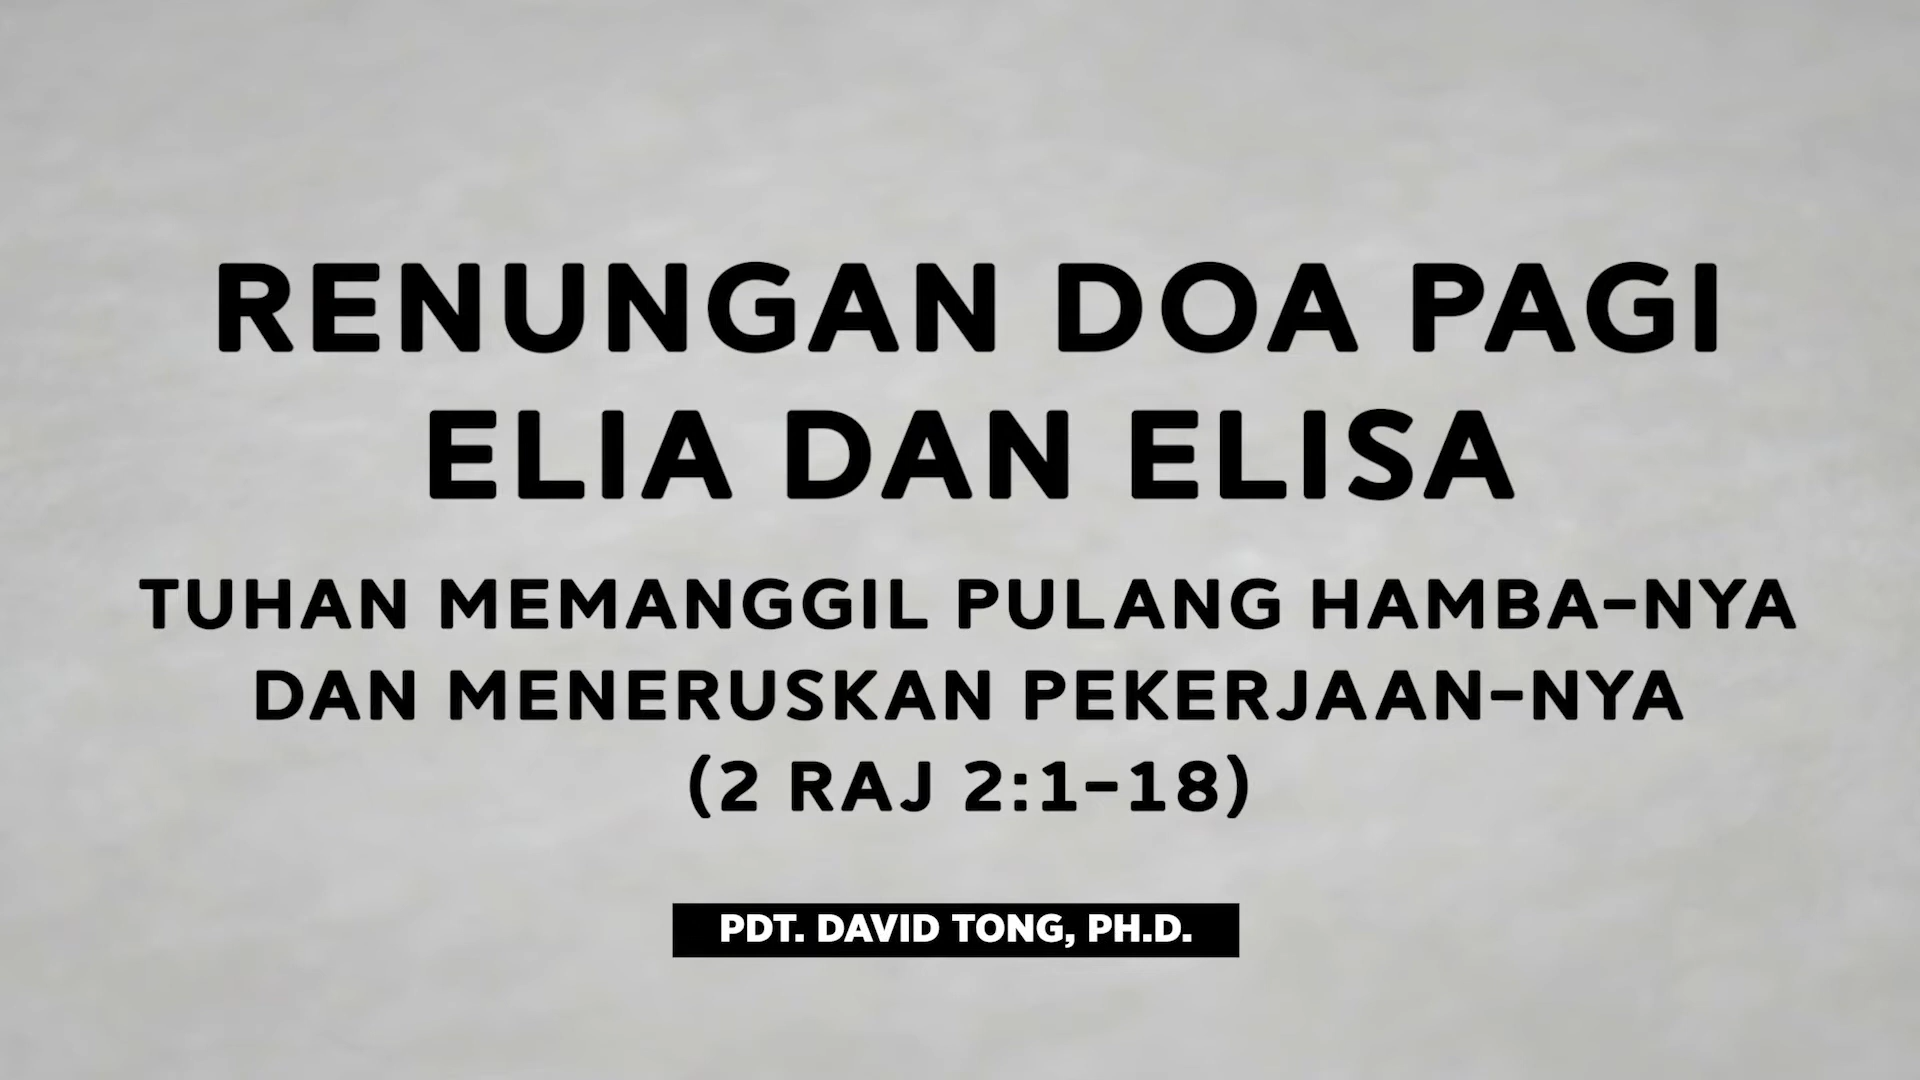 RENUNGAN DOA PAGI
ELIA DAN ELISA
TUHAN MEMANGGIL PULANG HAMBA-NYA
DAN MENERUSKAN PEKERJAAN-NYA
(2 RAJ 2:1-18)
PDT. DAVID TONG, PH.D.